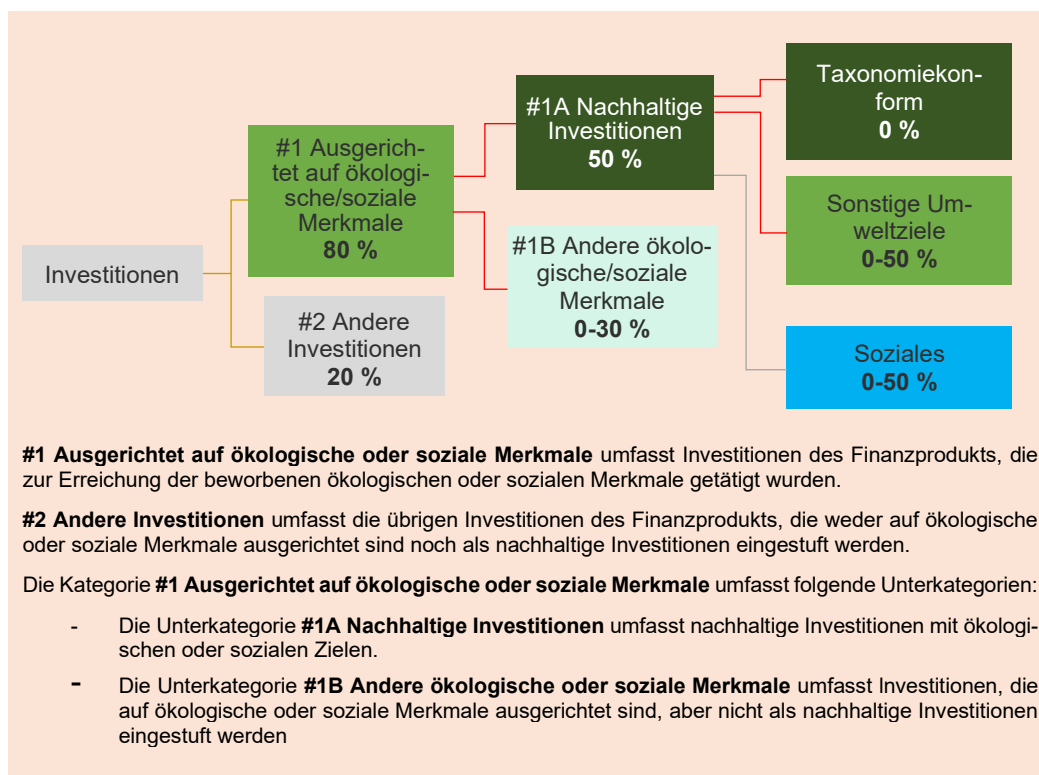 Investitionen
#1 Ausgerich-
tet auf ökologi-
sche/soziale
Merkmale
80 %
#2 Andere
Investitionen
20 %
#1A Nachhaltige
Investitionen
50 %
#1B Andere ökolo-
gische/soziale
Merkmale
0-30 %
Taxonomiekon-
form
0 %
Sonstige Um-
weltziele
0-50 %
Soziales
0-50 %
#1 Ausgerichtet auf ökologische oder soziale Merkmale umfasst Investitionen des Finanzprodukts, die
zur Erreichung der beworbenen ökologischen oder sozialen Merkmale getätigt wurden.
#2 Andere Investitionen umfasst die übrigen Investitionen des Finanzprodukts, die weder auf ökologische
oder soziale Merkmale ausgerichtet sind noch als nachhaltige Investitionen eingestuft werden.
Die Kategorie #1 Ausgerichtet auf ökologische oder soziale Merkmale umfasst folgende Unterkategorien:
- Die Unterkategorie #1A Nachhaltige Investitionen umfasst nachhaltige Investitionen mit ökologi-
schen oder sozialen Zielen.
- Die Unterkategorie #1B Andere ökologische oder soziale Merkmale umfasst Investitionen, die
auf ökologische oder soziale Merkmale ausgerichtet sind, aber nicht als nachhaltige Investitionen
eingestuft werden